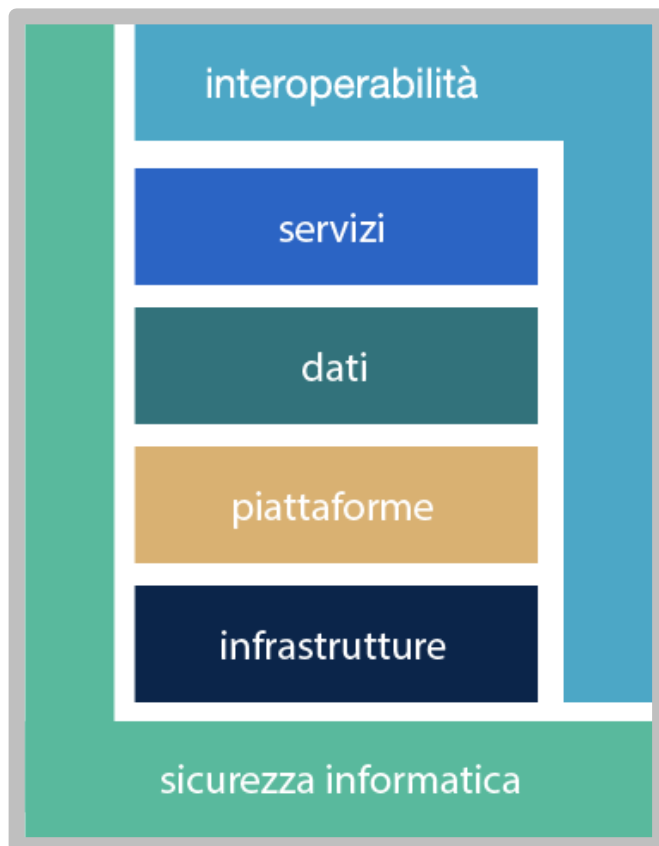 interoperabilità
servizi
dati
piattaforme
infrastrutture
sicurezza informatica